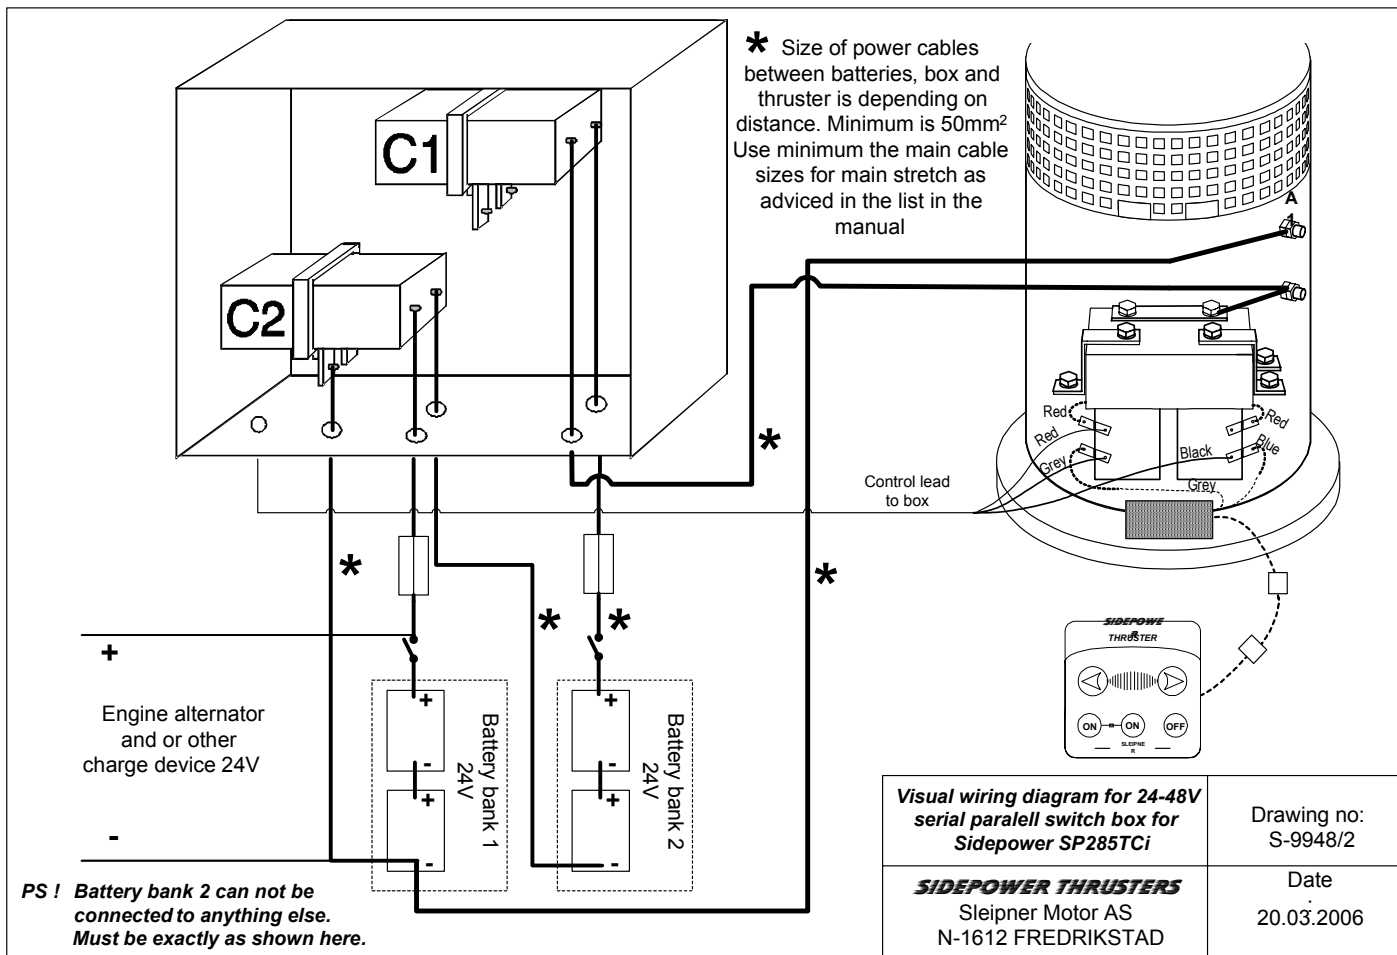 * Size of power cables
between batteries, box and
thruster is depending on
distance. Minimum is 50mm²
Use minimum the main cable
sizes for main stretch as
adviced in the list in the
manual
C1
C2
A
1
*
*
*
*
*
Red
Red
Grey
Black
Red
Blue
Grey
Control lead
to box
+
Engine alternator
and or other
charge device 24V
-
+
-
+
-
Battery bank 1
24V
+
-
+
-
Battery bank 2
24V
SIDEPOWE
R
THRUSTER
ON
ON
OFF
SLEIPNE
R
PS ! Battery bank 2 can not be
connected to anything else.
Must be exactly as shown here.
Visual wiring diagram for 24-48V
serial paralell switch box for
Sidepower SP285TCi
Drawing no:
S-9948/2
SIDEPOWER THRUSTERS
Sleipner Motor AS
N-1612 FREDRIKSTAD
Date
:
20.03.2006